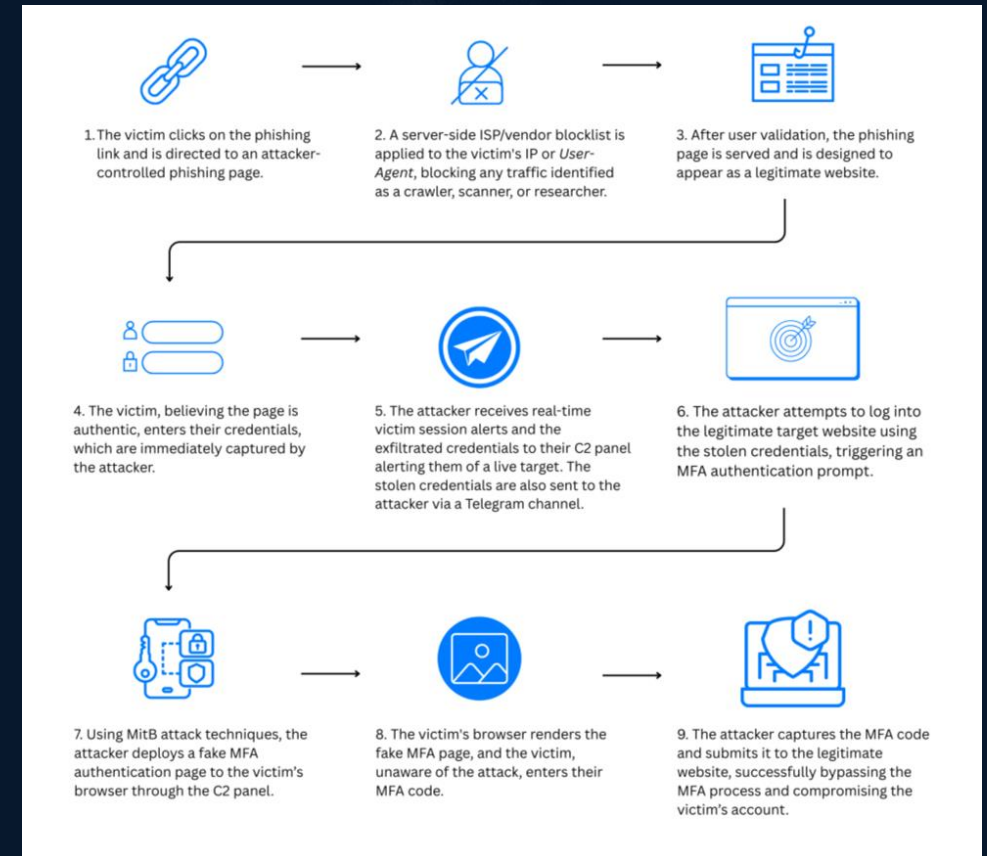 1. The victim clicks on the phishing
link and is directed to an attacker-
controlled phishing page.
2. A server-side ISP/vendor blocklist is
applied to the victim's IP or User-
Agent, blocking any traffic identified
as a crawler, scanner, or researcher.
3. After user validation, the phishing
page is served and is designed to
appear as a legitimate website.
4. The victim, believing the page is
authentic, enters their credentials,
which are immediately captured by
the attacker.
5. The attacker receives real-time
victim session alerts and the
exfiltrated credentials to their C2 panel
alerting them of a live target. The
stolen credentials are also sent to the
attacker via a Telegram channel.
6. The attacker attempts to log into
the legitimate target website using
the stolen credentials, triggering an
MFA authentication prompt.
7. Using MitB attack techniques, the
attacker deploys a fake MFA
authentication page to the victim's
browser through the C2 panel.
8. The victim's browser renders the
fake MFA page, and the victim,
unaware of the attack, enters their
MFA code.
9. The attacker captures the MFA code
and submits it to the legitimate
website, successfully bypassing the
MFA process and compromising the
victim's account.